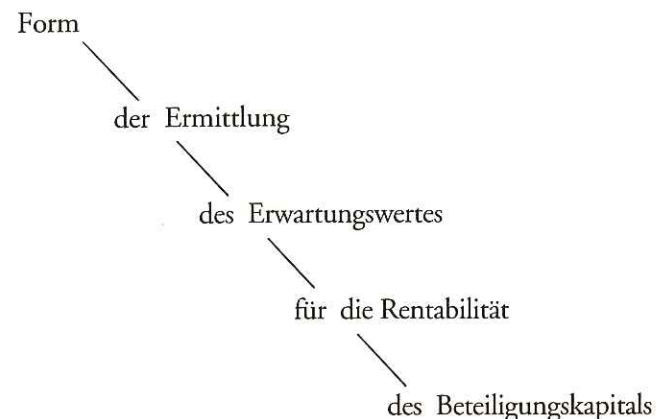 Form
der Ermittlung
des Erwartungswertes
für die Rentabilität
des Beteiligungskapitals